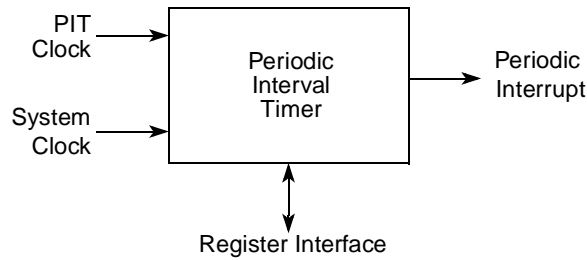 PIT
Clock
Periodic
Interval
Timer
Periodic
Interrupt
System
Clock
Register Interface